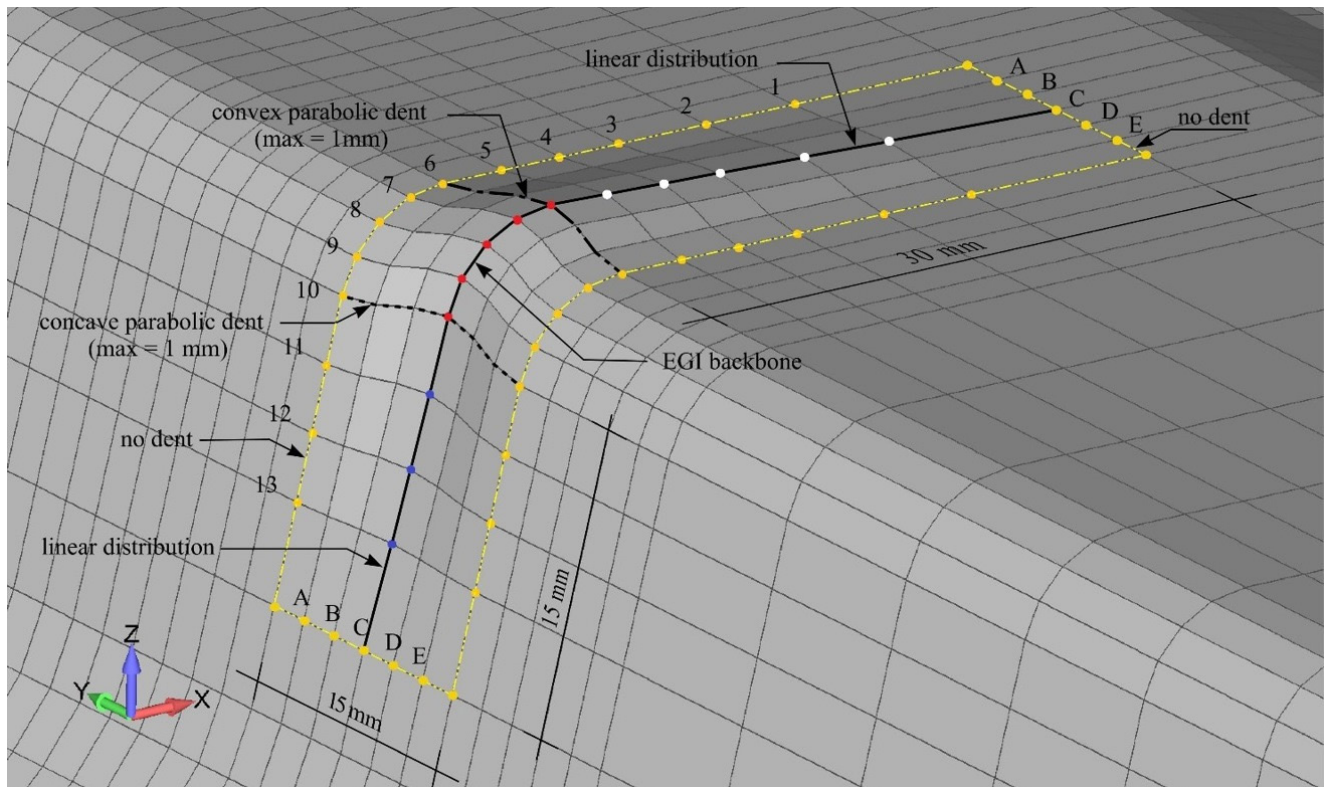 linear distribution
1
2
3
4
5
6
7
8
9
10
11
12
13
convex parabolic dent
(max = 1mm)
A
B
C
D
E
no dent
30 mm
concave parabolic dent
(max = 1 mm)
EGI backbone
no dent
linear distribution
15 mm
A
B
C
D
E
15mm
Z
Y
X